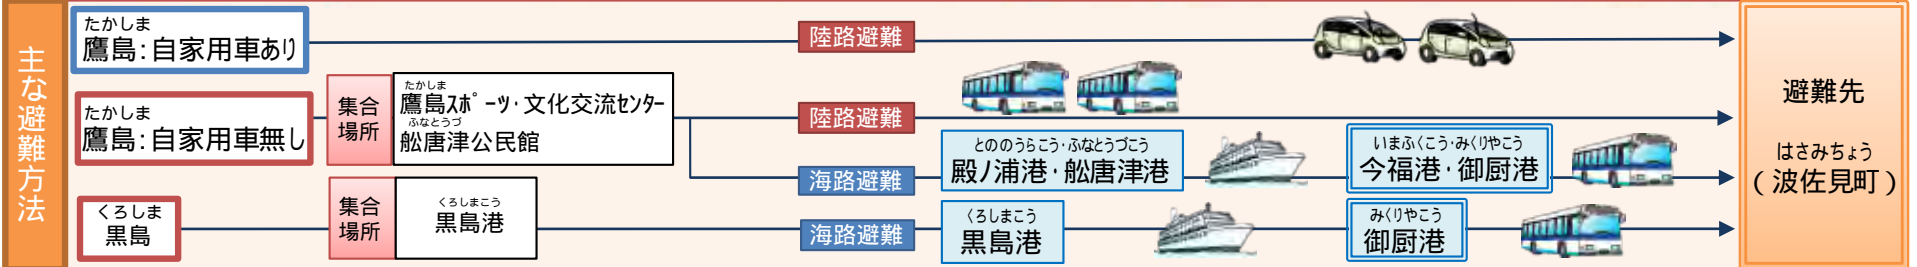 主な避難方法
たかしま
鷹島:自家用車あり
陸路避難
たかしま
鷹島:自家用車無し
集合
場所
たかしま
鷹島スポーツ・文化交流センター
ふなとうづ
舩唐津公民館
陸路避難
海路避難
とののうらこう・ふなとうづこう
殿ノ浦港・舩唐津港
いまふくこう・みくりやこう
今福港・御厨港
くろしま
黒島
集合
場所
くろしまこう
黒島港
海路避難
くろしまこう
黒島港
みくりやこう
御厨港
避難先
はさみちょう
(波佐見町)